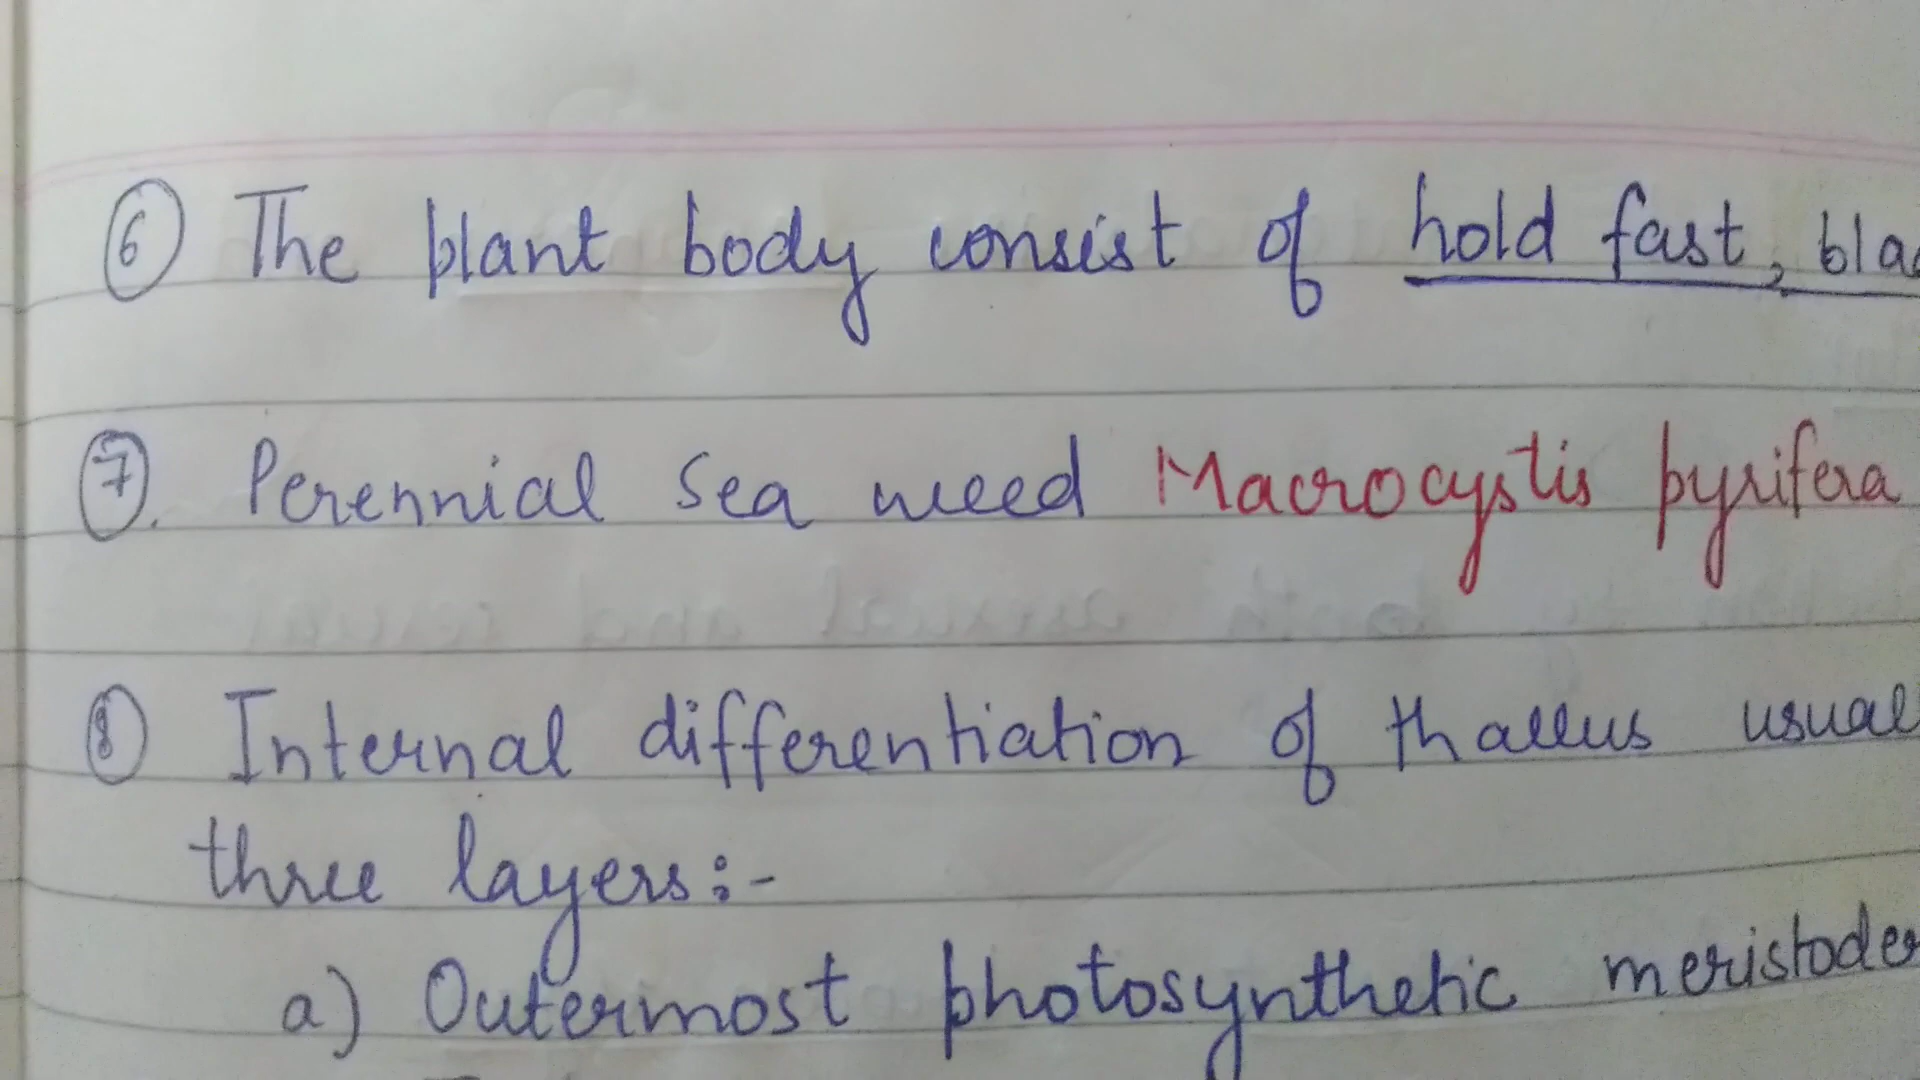 ⑥ The plant body consist of hold fast, bla
⑦. Perennial Sea weed Macrocystis pyrifera
⑧ Internal differentiation of thallus usual
three layers:-
a) Outermost photosynthetic meristoder